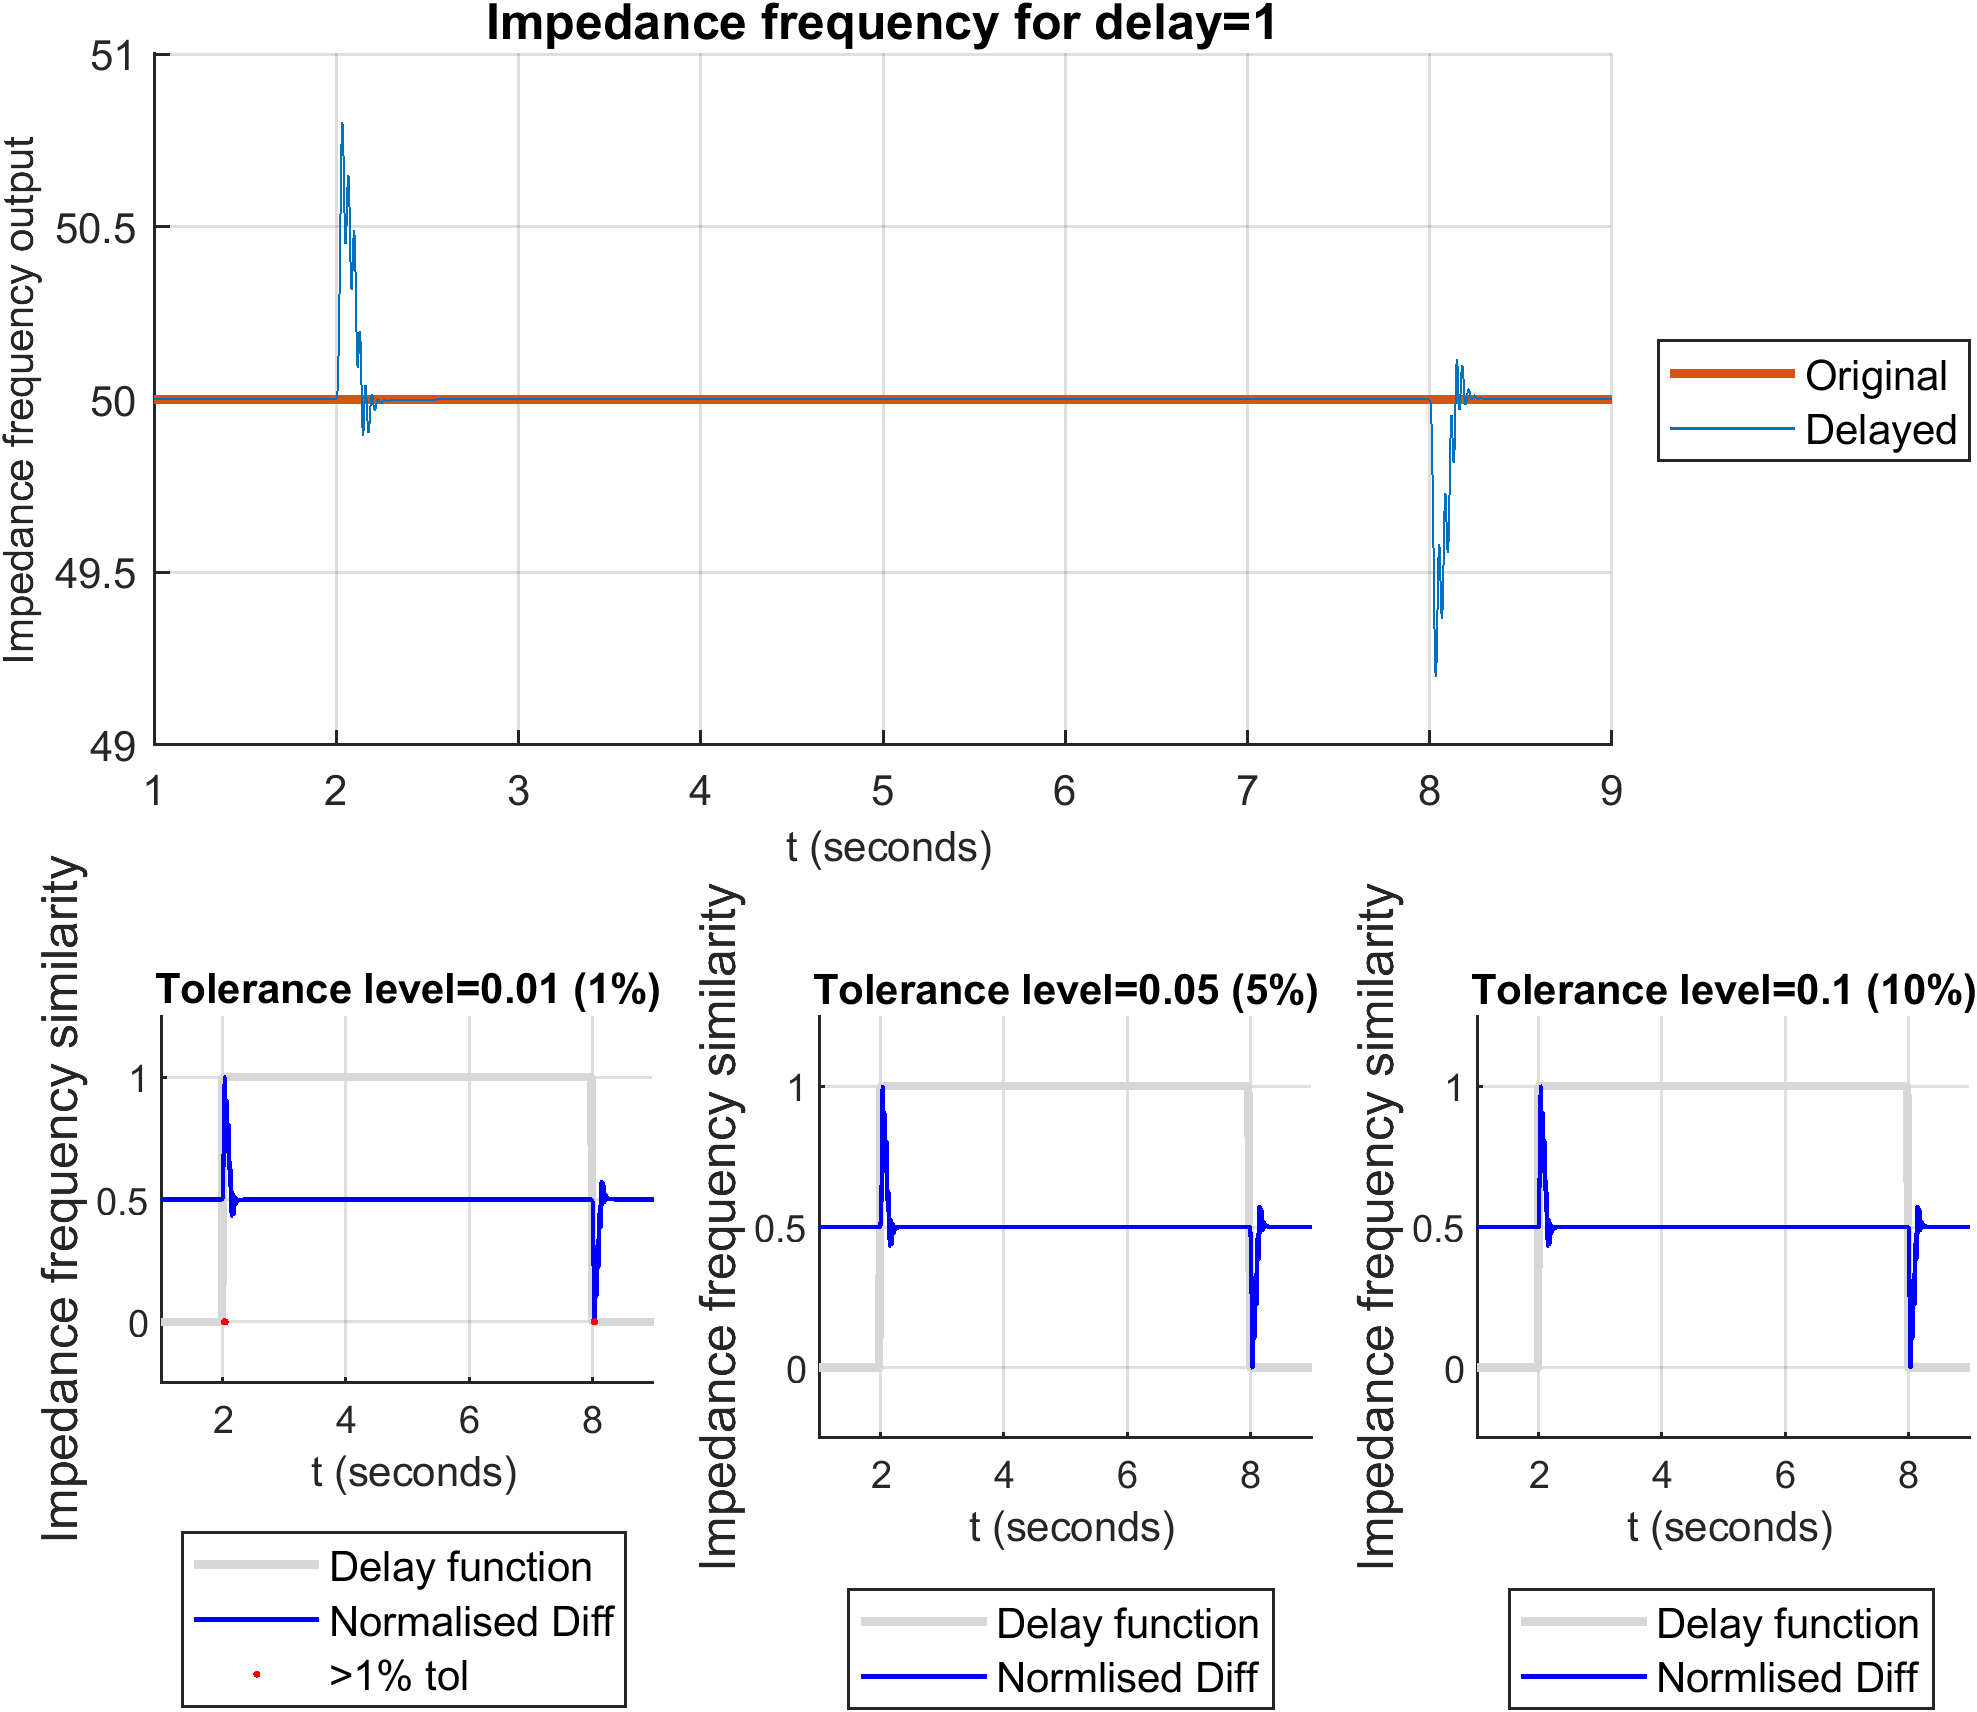 Impedance frequency for delay=1
Impedance frequency output
51
50.5
50
49.5
49
1 2 3 4 5 6 7 8 9
t (seconds)
Original
Delayed
Tolerance level=0.01 (1%)
Impedance frequency similarity
1
0.5
0
2 4 6 8
t (seconds)
Delay function
Normalised Diff
>1% tol
Tolerance level=0.05 (5%)
Impedance frequency similarity
1
0.5
0
2 4 6 8
t (seconds)
Delay function
Normlised Diff
Tolerance level=0.1 (10%)
Impedance frequency similarity
1
0.5
0
2 4 6 8
t (seconds)
Delay function
Normlised Diff